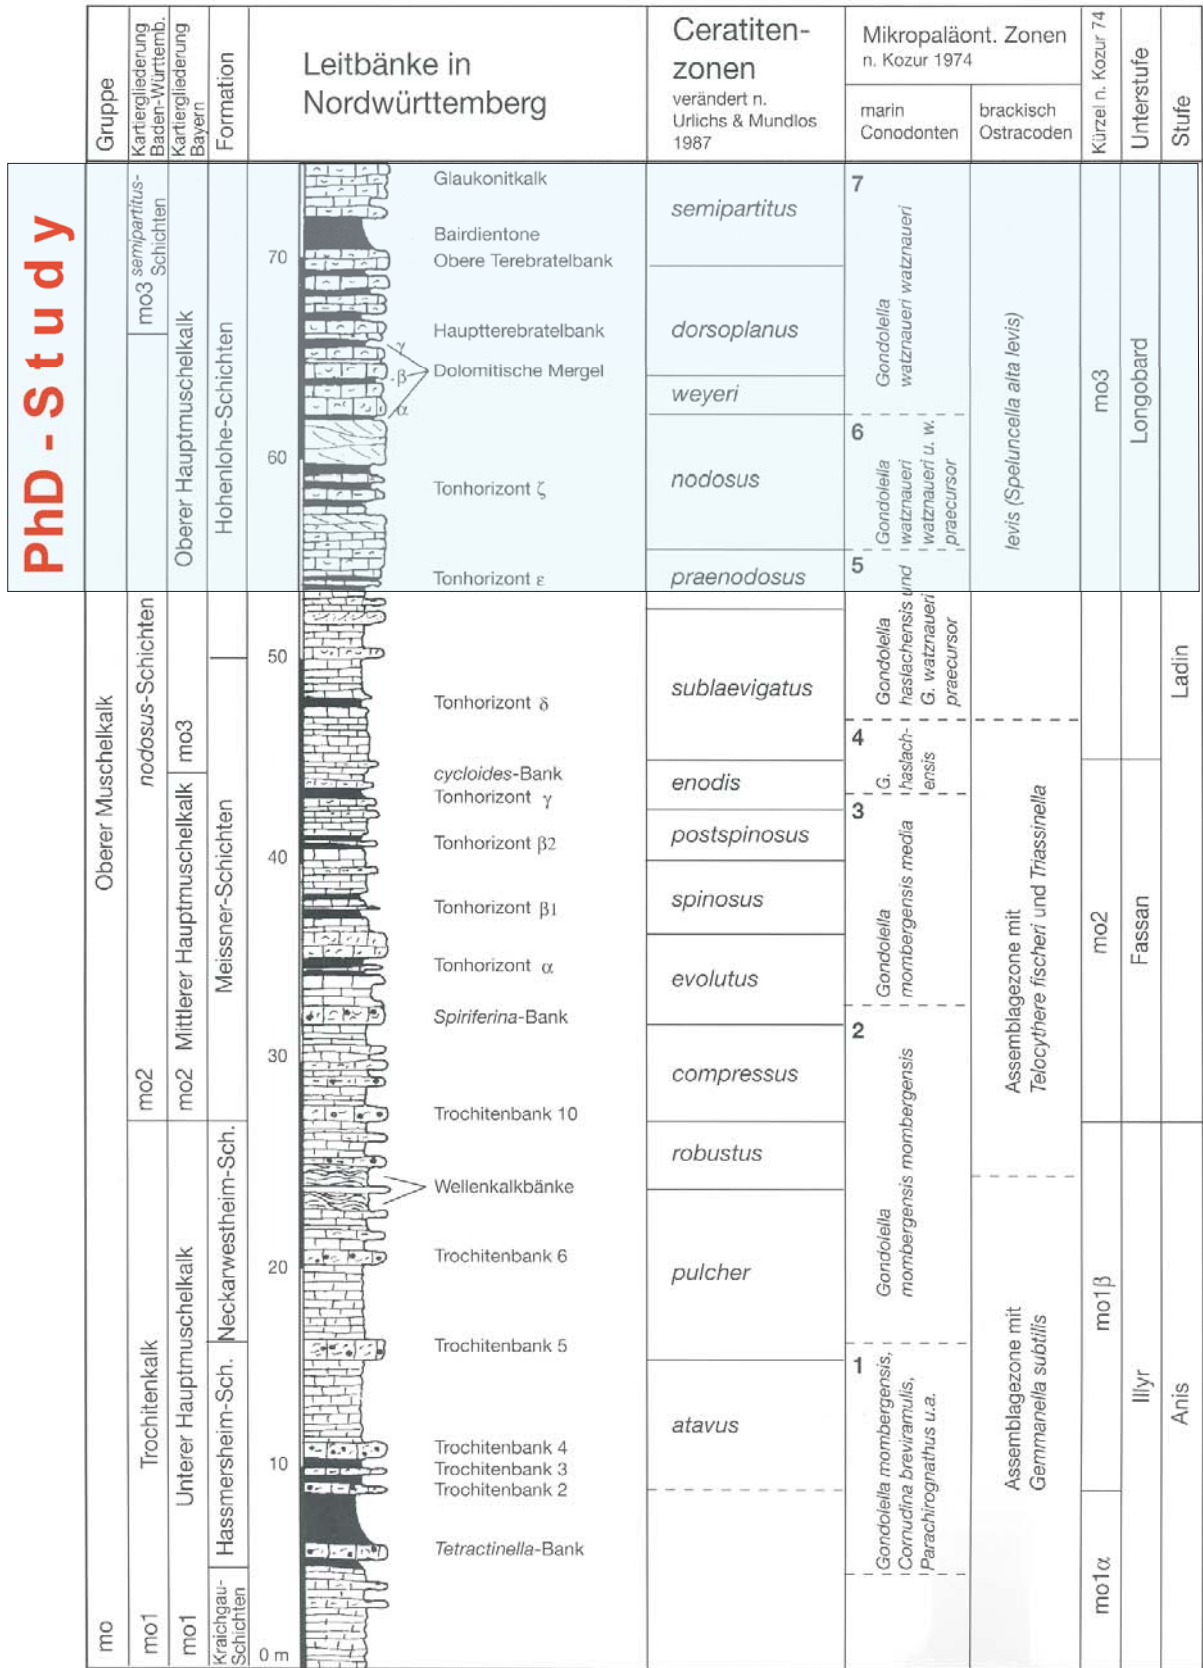 Gruppe
Kartiergliederung
Baden-Württemb.
Kartiergliederung
Bayern
Formation
Leitbänke in
Nordwürttemberg
Ceratiten-
zonen
verändert n.
Urlichs & Mundlos
1987
Mikropaläont. Zonen
n. Kozur 1974
marin
Conodonten
brackisch
Ostracoden
Kürzel n. Kozur 74
Unterstufe
Stufe
PhD - Study
mo
Oberer Muschelkalk
mo1
Trochitenkalk
mo2
nodosus-Schichten
mo3 semipartitus-
Schichten
mo1
Unterer Hauptmuschelkalk
mo2
Mittlerer Hauptmuschelkalk
mo3
Oberer Hauptmuschelkalk
Kraichgau-
Schichten
Hassmersheim-Sch.
Neckarwestheim-Sch.
Meissner-Schichten
Hohenlohe-Schichten
70
60
50
40
30
20
10
0 m
Glaukonitkalk
Bairdientone
Obere Terebratelbank
Hauptterebratelbank
γ
β
α
Dolomitische Mergel
Tonhorizont ζ
Tonhorizont ε
Tonhorizont δ
cycloides-Bank
Tonhorizont γ
Tonhorizont β2
Tonhorizont β1
Tonhorizont α
Spiriferina-Bank
Trochitenbank 10
Wellenkalkbänke
Trochitenbank 6
Trochitenbank 5
Trochitenbank 4
Trochitenbank 3
Trochitenbank 2
Tetractinella-Bank
semipartitus
dorsoplanus
weyeri
nodosus
praenodosus
sublaevigatus
enodis
postspinosus
spinosus
evolutus
compressus
robustus
pulcher
atavus
7
Gondolella
watznaueri watznaueri
6
Gondolella
watznaueri
watznaueri u. w.
praecursor
5
Gondolella
haslachensis und
G. watznaueri
praecursor
4
G.
haslach-
ensis
3
Gondolella
mombergensis media
2
Gondolella
mombergensis mombergensis
1
Gondolella mombergensis,
Cornudina breviramulis,
Parachirognathus u.a.
levis (Speluncella alta levis)
Assemblagezone mit
Telocythere fischeri und Triassinella
Assemblagezone mit
Gemmanella subtilis
mo3
mo2
mo1β
mo1α
Longobard
Fassan
Illyr
Ladin
Anis